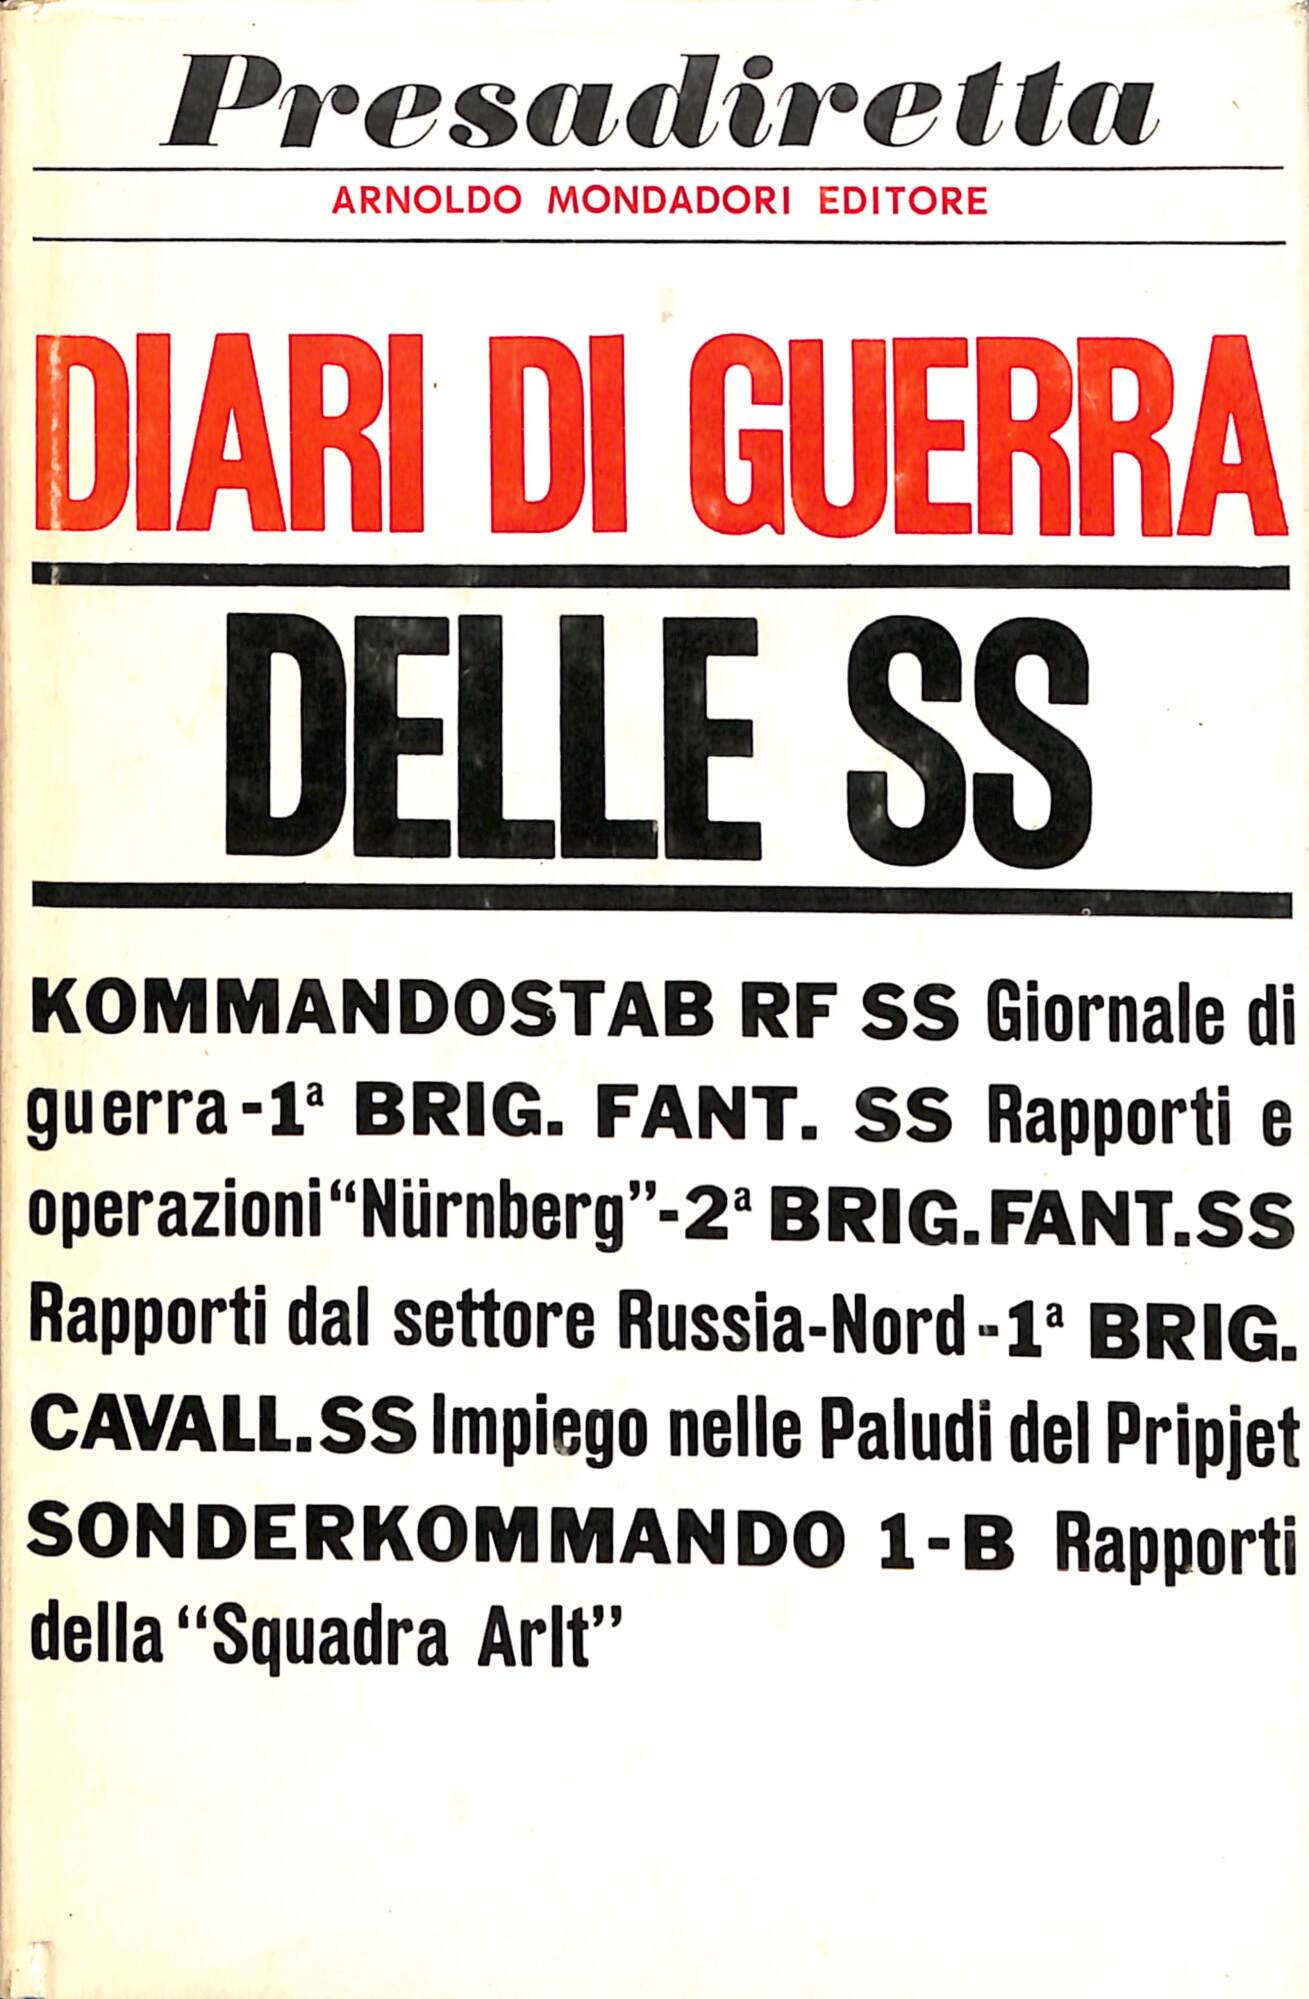 Presadiretta
ARNOLDO MONDADORI EDITORE
DIARI DI GUERRA
DELLE SS
KOMMANDOSTAB RF SS Giornale di
guerra-1ª BRIG. FANT. SS Rapporti e
operazioni“Nürnberg”-2ª BRIG.FANT.SS
Rapporti dal settore Russia-Nord-1ª BRIG.
CAVALL.SS Impiego nelle Paludi del Pripjet
SONDERKOMMANDO 1-B Rapporti
della “Squadra Arlt”